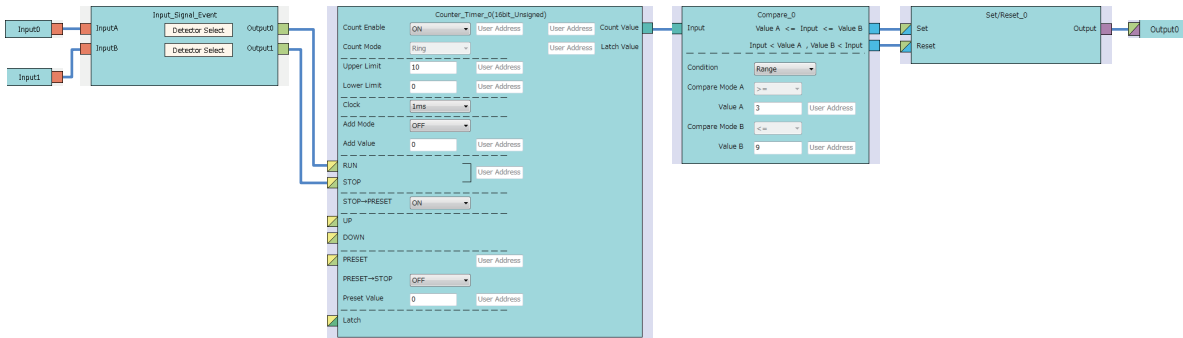 Input0
Input1
Input_Signal_Event
InputA Detector Select Output0
InputB Detector Select Output1
Counter_Timer_0(16bit_Unsigned)
Count Enable ON User Address User Address Count Value
Count Mode Ring User Address Latch Value
Upper Limit 10 User Address
Lower Limit 0 User Address
Clock 1ms
Add Mode OFF
Add Value 0 User Address
RUN
User Address
STOP
STOP→PRESET ON
UP
DOWN
PRESET User Address
PRESET→STOP OFF
Preset Value 0 User Address
Latch
Compare_0
Input Value A <= Input <= Value B
Input < Value A , Value B < Input
Condition Range
Compare Mode A >=
Value A 3 User Address
Compare Mode B <=
Value B 9 User Address
Set/Reset_0
Set Output
Reset
Output0